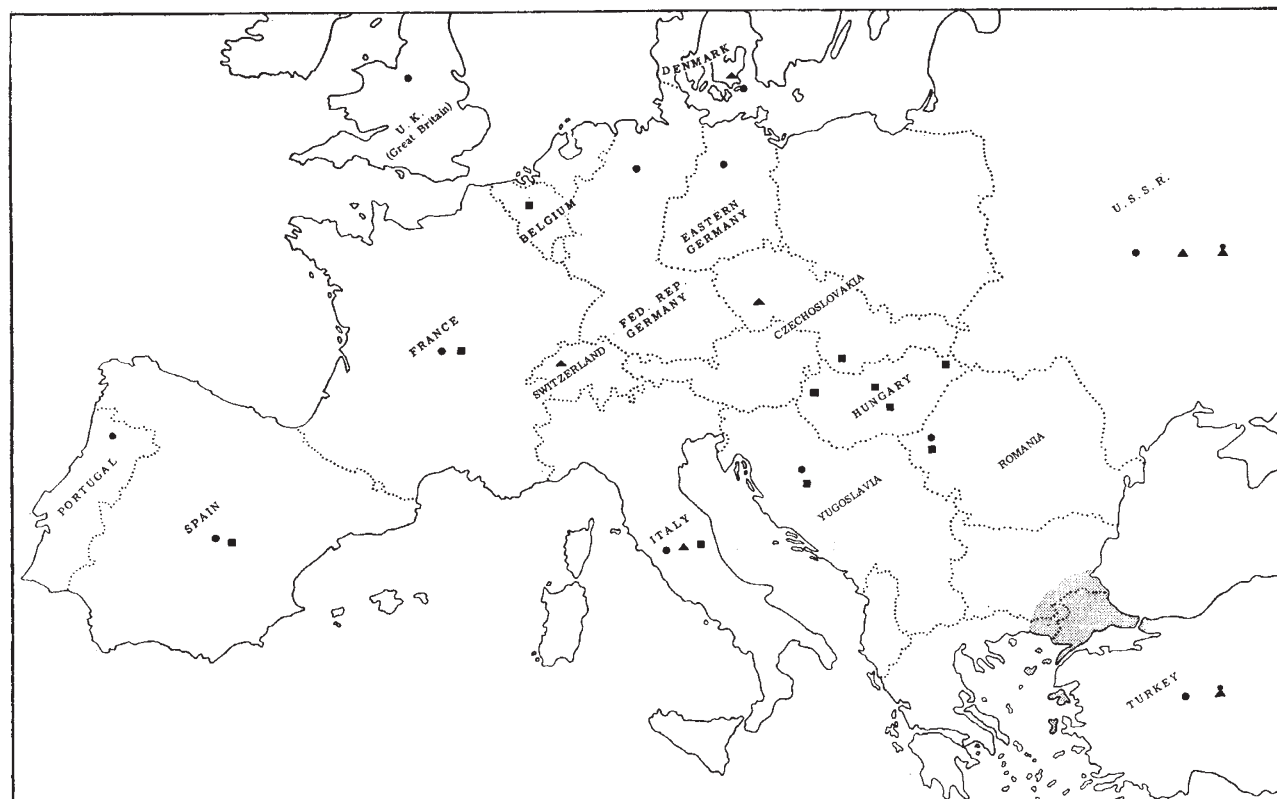 DENMARK
U. K.
(Great Britain)
U. S. S. R.
BELGIUM
EASTERN
GERMANY
FED. REP.
GERMANY
CZECHOSLOVAKIA
FRANCE
SWITZERLAND
HUNGARY
ROMANIA
PORTUGAL
SPAIN
ITALY
YUGOSLAVIA
TURKEY